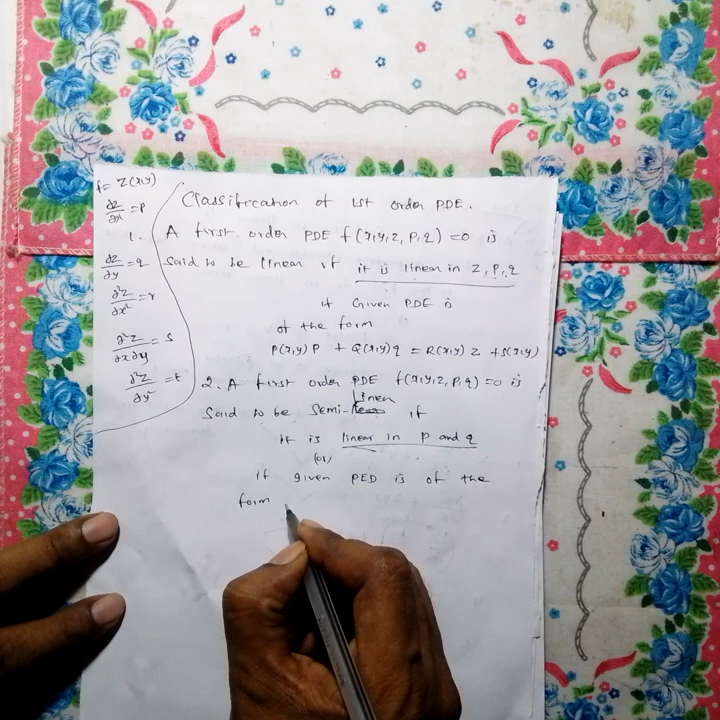 f= Z(x,y)
∂z/∂x =p
∂z/∂y =q
∂²z/∂x² =r
∂²z/∂x∂y = s
∂²z/∂y² =t
Classification of 1st order PDE.
1. A first order PDE f(x,y,z,P,q)=0 is
said to be linear if it is linear in z,P,q
if Given PDE is
of the form
P(x,y)P + Q(x,y)q = R(x,y) Z +S(x,y)
2. A first order PDE f(x,y,z,P,q)=0 is
said to be semi-linear if
it is linear in P and q
(or)
if given PED is of the
form